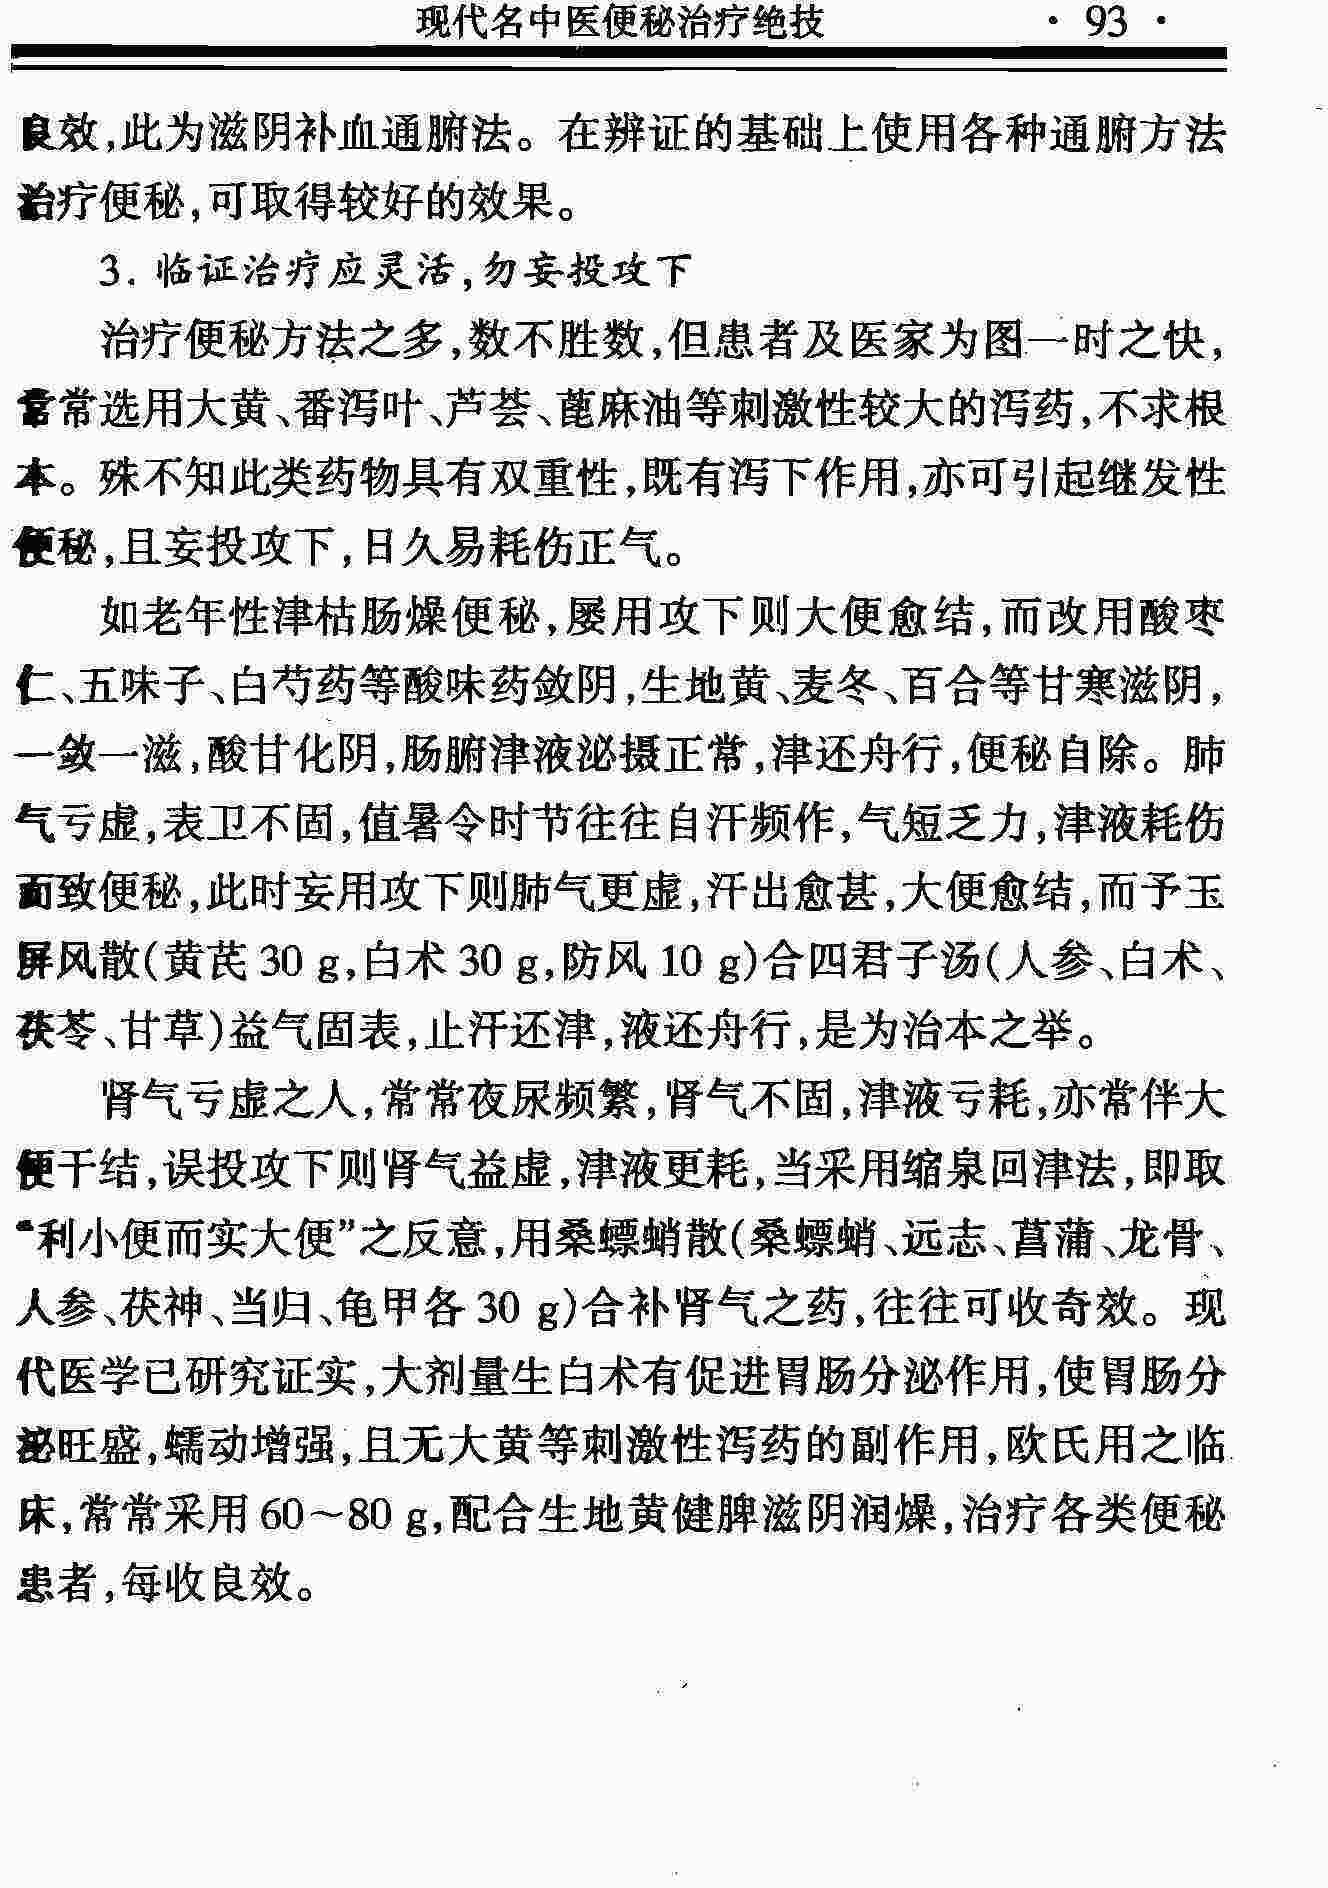 现代名中医便秘治疗绝技 · 93 ·
良效,此为滋阴补血通腑法。在辨证的基础上使用各种通腑方法
治疗便秘,可取得较好的效果。
3. 临证治疗应灵活,勿妄投攻下
治疗便秘方法之多,数不胜数,但患者及医家为图一时之快,
常常选用大黄、番泻叶、芦荟、蓖麻油等刺激性较大的泻药,不求根
本。殊不知此类药物具有双重性,既有泻下作用,亦可引起继发性
便秘,且妄投攻下,日久易耗伤正气。
如老年性津枯肠燥便秘,屡用攻下则大便愈结,而改用酸枣
仁、五味子、白芍药等酸味药敛阴,生地黄、麦冬、百合等甘寒滋阴,
一敛一滋,酸甘化阴,肠腑津液泌摄正常,津还舟行,便秘自除。肺
气亏虚,表卫不固,值暑令时节往往自汗频作,气短乏力,津液耗伤
而致便秘,此时妄用攻下则肺气更虚,汗出愈甚,大便愈结,而予玉
屏风散(黄芪 30 g,白术 30 g,防风 10 g)合四君子汤(人参、白术、
茯苓、甘草)益气固表,止汗还津,液还舟行,是为治本之举。
肾气亏虚之人,常常夜尿频繁,肾气不固,津液亏耗,亦常伴大
便干结,误投攻下则肾气益虚,津液更耗,当采用缩泉回津法,即取
“利小便而实大便”之反意,用桑螵蛸散(桑螵蛸、远志、菖蒲、龙骨、
人参、茯神、当归、龟甲各 30 g)合补肾气之药,往往可收奇效。现
代医学已研究证实,大剂量生白术有促进胃肠分泌作用,使胃肠分
泌旺盛,蠕动增强,且无大黄等刺激性泻药的副作用,欧氏用之临
床,常常采用 60~80 g,配合生地黄健脾滋阴润燥,治疗各类便秘
患者,每收良效。